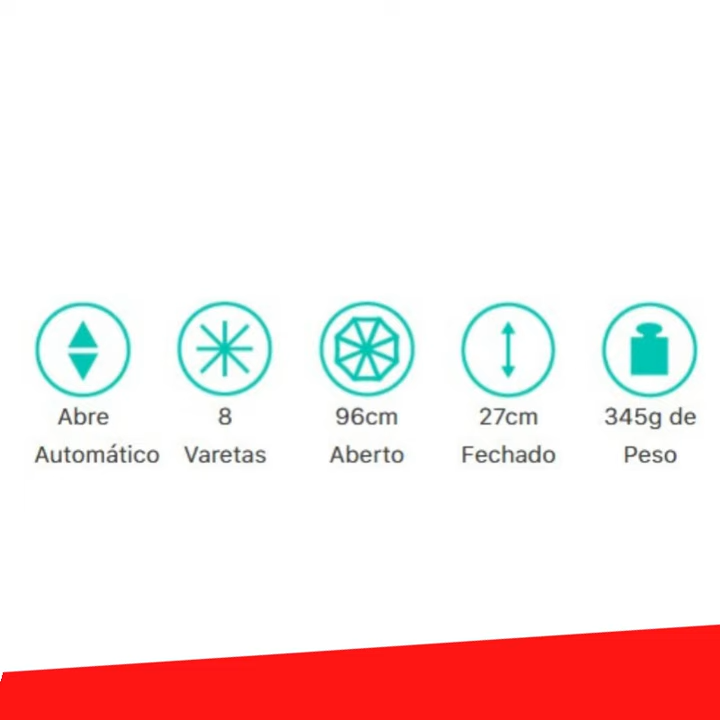 Abre
Automático
8
Varetas
96cm
Aberto
27cm
Fechado
345g de
Peso